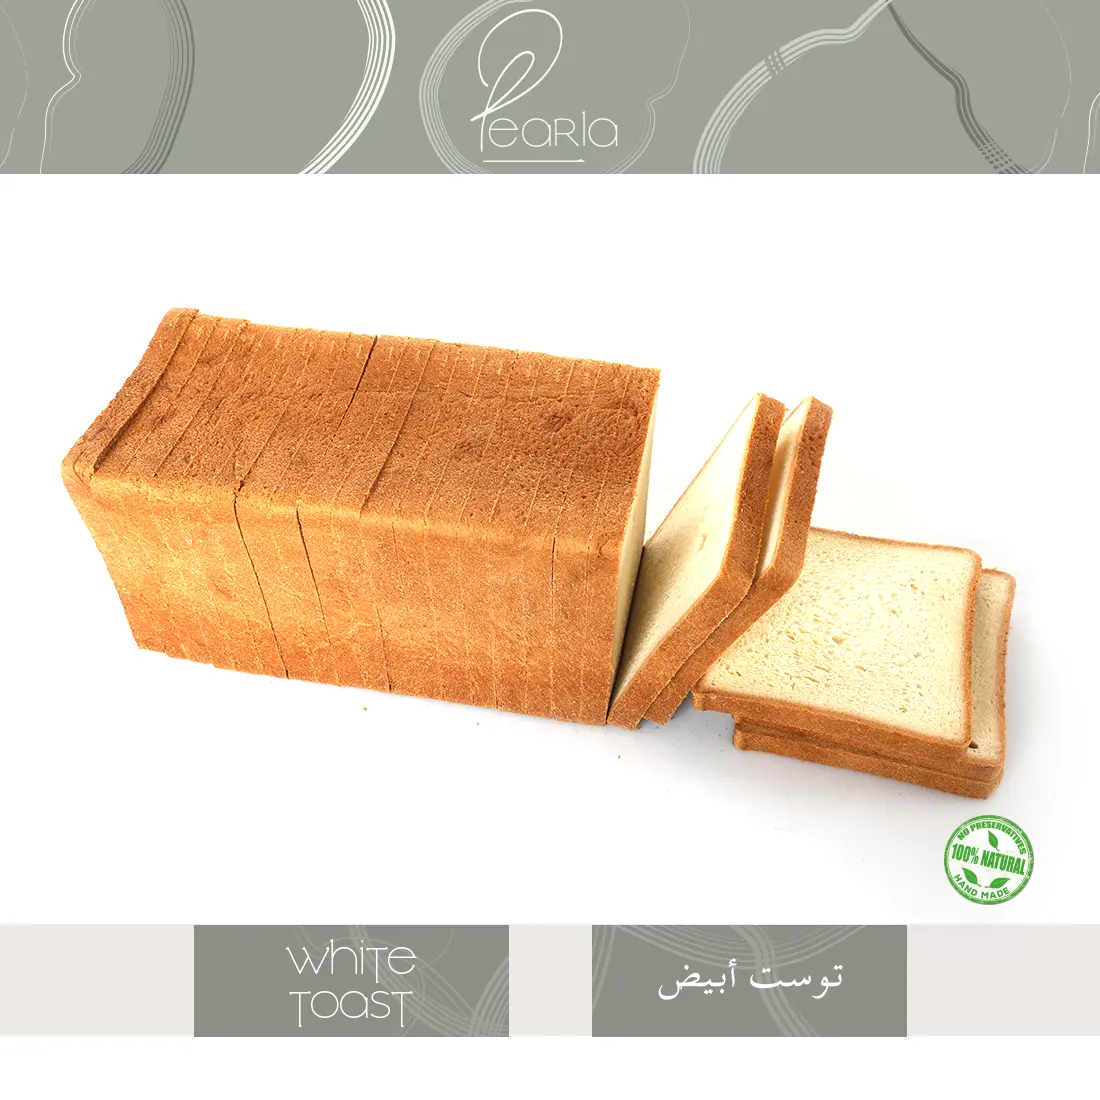 Pearla
NO PRESERVATIVES
100% NATURAL
HAND MADE
WHITE
TOAST
توست أبيض